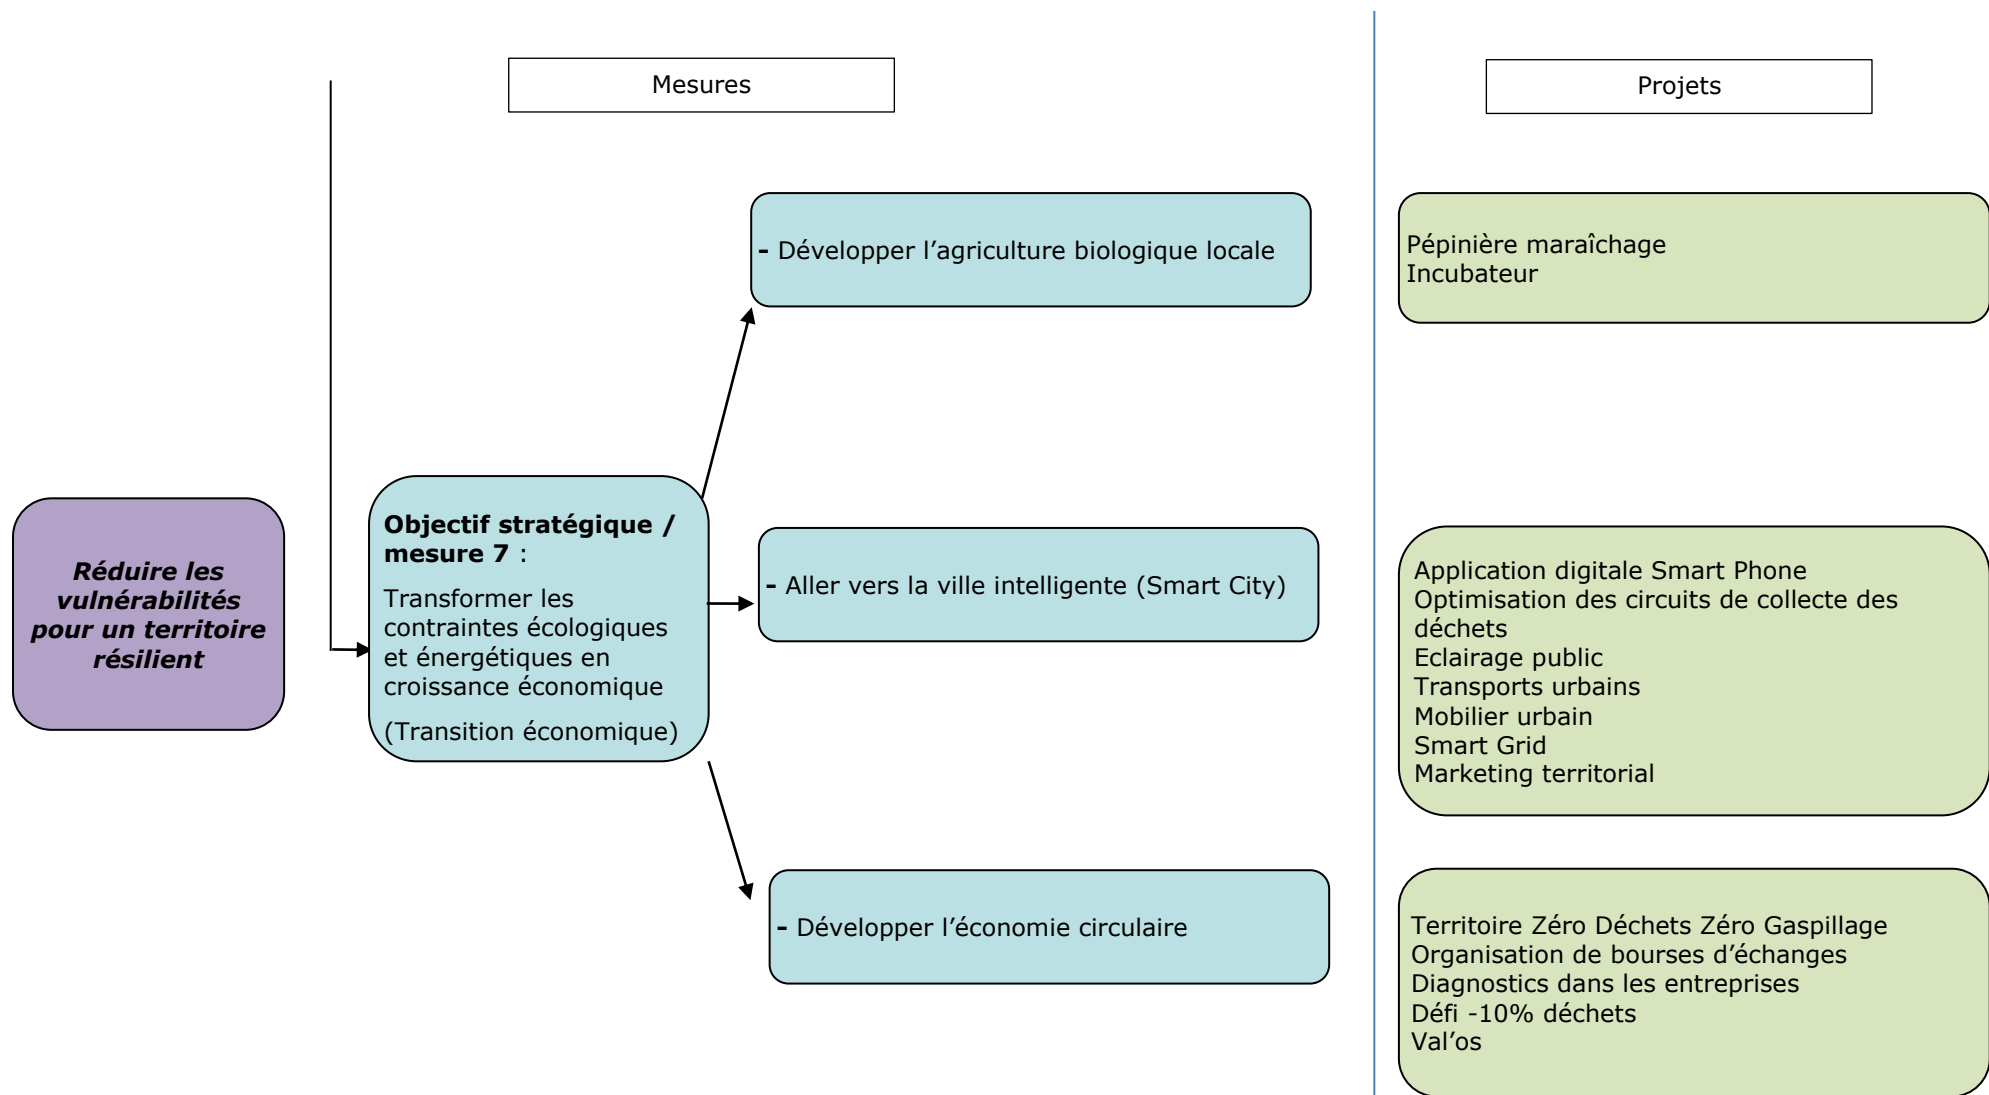 Mesures
Projets
- Développer l’agriculture biologique locale
Pépinière maraîchage
Incubateur
Réduire les
vulnérabilités
pour un territoire
résilient
Objectif stratégique /
mesure 7 :
Transformer les
contraintes écologiques
et énergétiques en
croissance économique
(Transition économique)
- Aller vers la ville intelligente (Smart City)
Application digitale Smart Phone
Optimisation des circuits de collecte des
déchets
Eclairage public
Transports urbains
Mobilier urbain
Smart Grid
Marketing territorial
- Développer l’économie circulaire
Territoire Zéro Déchets Zéro Gaspillage
Organisation de bourses d’échanges
Diagnostics dans les entreprises
Défi -10% déchets
Val’os